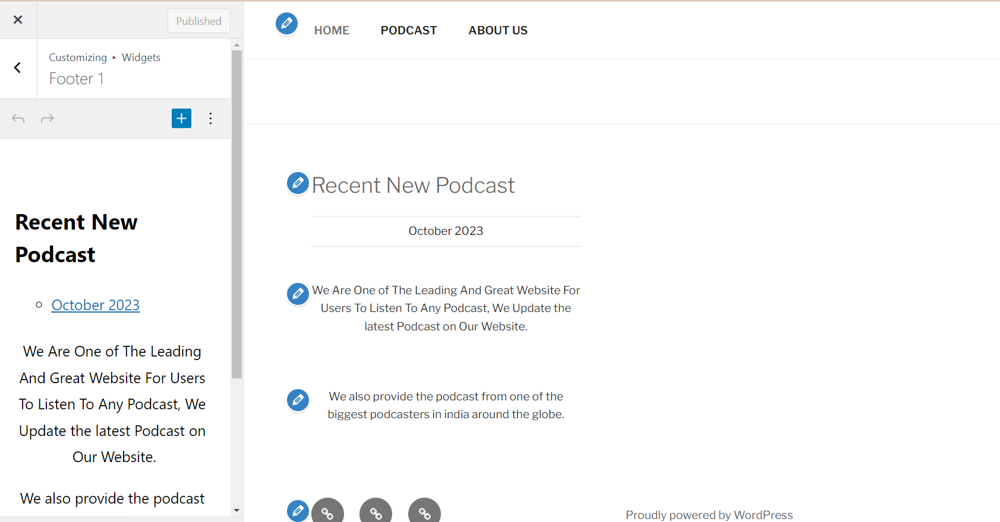 Published
Customizing ▸ Widgets
Footer 1
Recent New
Podcast
October 2023
We Are One of The Leading
And Great Website For Users
To Listen To Any Podcast, We
Update the latest Podcast on
Our Website.
We also provide the podcast
HOME PODCAST ABOUT US
Recent New Podcast
October 2023
We Are One of The Leading And Great Website For
Users To Listen To Any Podcast, We Update the
latest Podcast on Our Website.
We also provide the podcast from one of the
biggest podcasters in india around the globe.
Proudly powered by WordPress